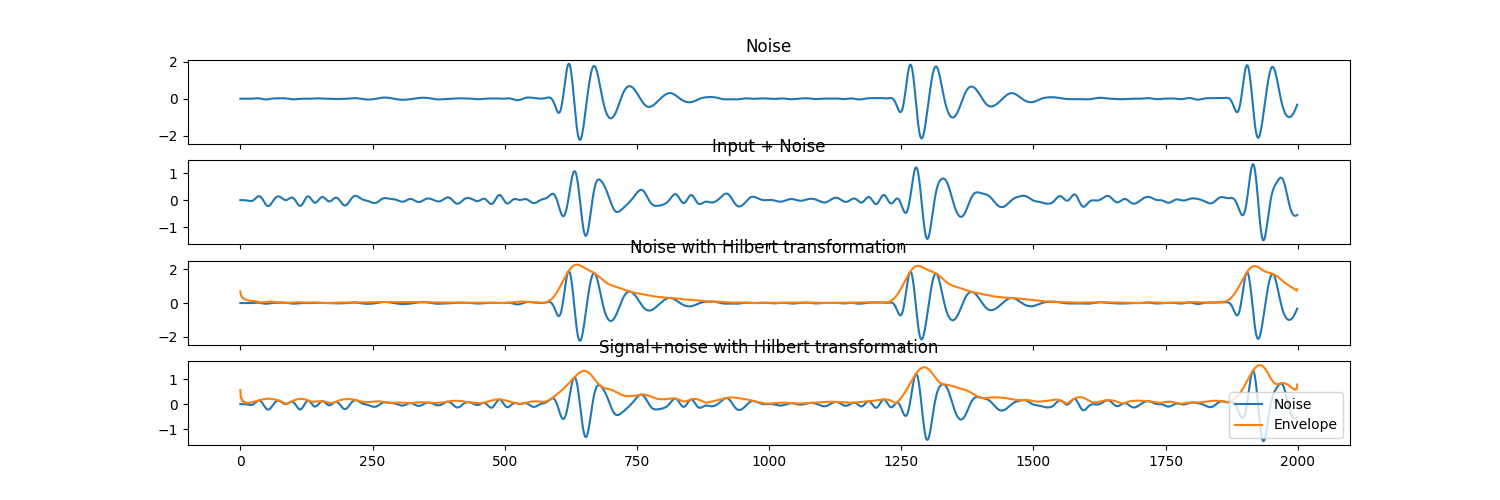 Noise
2
0
−2
Input + Noise
1
0
−1
Noise with Hilbert transformation
2
0
−2
Signal+noise with Hilbert transformation
1
0
−1
Noise
Envelope
0 250 500 750 1000 1250 1500 1750 2000